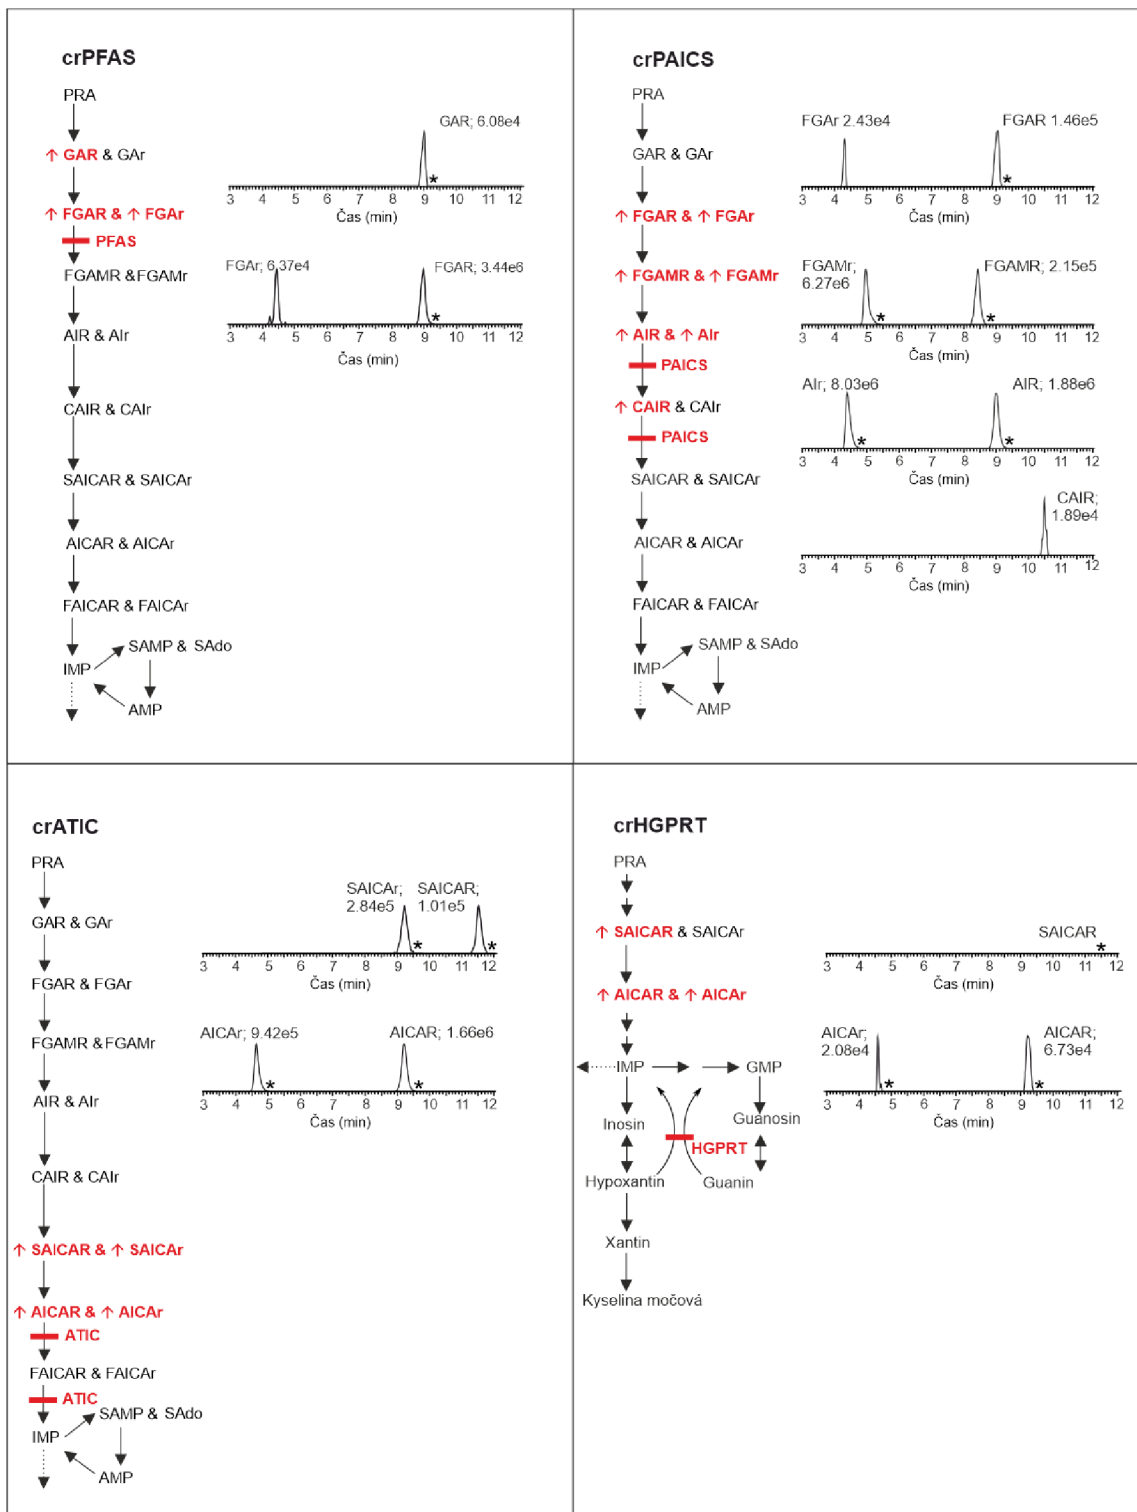 crPFAS
PRA
GAR; 6.08e4
↑ GAR & GAr
3 4 5 6 7 8 9 10 11 12
Čas (min)
↑ FGAR & ↑ FGAr
PFAS
FGAMR &FGAMr
FGAr; 6.37e4
FGAR; 3.44e6
*
3 4 5 6 7 8 9 10 11 12
Čas (min)
AIR & AIr
CAIR & CAIr
SAICAR & SAICAr
AICAR & AICAr
FAICAR & FAICAr
SAMP & SAdo
IMP
AMP
crPAICS
PRA
FGAr 2.43e4
FGAR 1.46e5
GAR & GAr
*
3 4 5 6 7 8 9 10 11 12
Čas (min)
↑ FGAR & ↑ FGAr
↑ FGAMR & ↑ FGAMr
FGAMr;
6.27e6
FGAMR; 2.15e5
* *
3 4 5 6 7 8 9 10 11 12
Čas (min)
↑ AIR & ↑ AIr
PAICS
AIr; 8.03e6
AIR; 1.88e6
* *
3 4 5 6 7 8 9 10 11 12
Čas (min)
↑ CAIR & CAIr
PAICS
SAICAR & SAICAr
CAIR;
1.89e4
3 4 5 6 7 8 9 10 11 12
Čas (min)
AICAR & AICAr
FAICAR & FAICAr
SAMP & SAdo
IMP
AMP
crATIC
PRA
SAICAr;
2.84e5
SAICAR;
1.01e5
GAR & GAr
* *
3 4 5 6 7 8 9 10 11 12
Čas (min)
FGAR & FGAr
FGAMR &FGAMr
AICAr; 9.42e5
AICAR; 1.66e6
* *
3 4 5 6 7 8 9 10 11 12
Čas (min)
AIR & AIr
CAIR & CAIr
↑ SAICAR & ↑ SAICAr
↑ AICAR & ↑ AICAr
ATIC
FAICAR & FAICAr
ATIC
SAMP & SAdo
IMP
AMP
crHGPRT
PRA
↑ SAICAR & SAICAr
SAICAR
*
3 4 5 6 7 8 9 10 11 12
Čas (min)
↑ AICAR & ↑ AICAr
AICAr;
2.08e4
AICAR;
6.73e4
* *
3 4 5 6 7 8 9 10 11 12
Čas (min)
IMP
GMP
Inosin
Guanosin
HGPRT
Hypoxantin
Guanin
Xantin
Kyselina močová